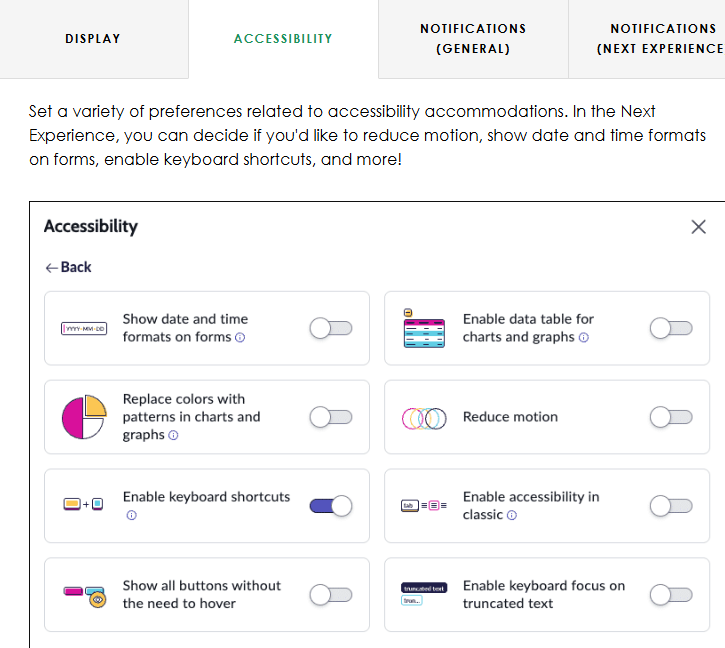 DISPLAY
ACCESSIBILITY
NOTIFICATIONS
(GENERAL)
NOTIFICATIONS
(NEXT EXPERIENCE
Set a variety of preferences related to accessibility accommodations. In the Next
Experience, you can decide if you'd like to reduce motion, show date and time formats
on forms, enable keyboard shortcuts, and more!
Accessibility
←Back
YYYY-MM-DD
Show date and time
formats on forms
Enable data table for
charts and graphs
Replace colors with
patterns in charts and
graphs
Reduce motion
Enable keyboard shortcuts
tab
Enable accessibility in
classic
Show all buttons without
the need to hover
truncated text
trun...
Enable keyboard focus on
truncated text